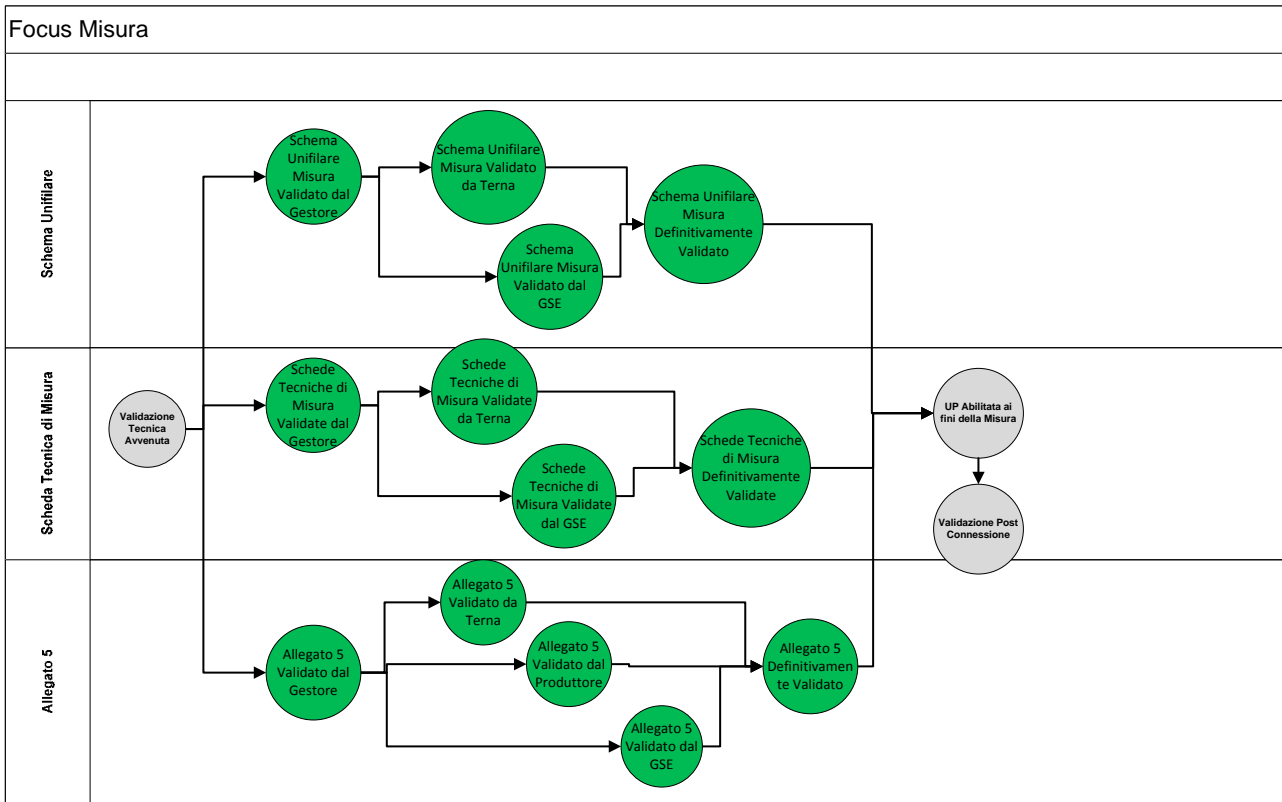 Focus Misura
Schema Unifilare
Schema
Unifilare
Misura
Validato dal
Gestore
Schema Unifilare
Misura Validato
da Terna
Schema
Unifilare Misura
Validato dal
GSE
Schema Unifilare
Misura
Definitivamente
Validato
Scheda Tecnica di Misura
Validazione
Tecnica
Avvenuta
Schede
Tecniche di
Misura
Validate dal
Gestore
Schede
Tecniche di
Misura Validate
da Terna
Schede
Tecniche di
Misura Validate
dal GSE
Schede Tecniche
di Misura
Definitivamente
Validate
UP Abilitata ai
fini della Misura
Validazione Post
Connessione
Allegato 5
Allegato 5
Validato dal
Gestore
Allegato 5
Validato da
Terna
Allegato 5
Validato dal
Produttore
Allegato 5
Validato dal
GSE
Allegato 5
Definitivamen
te Validato